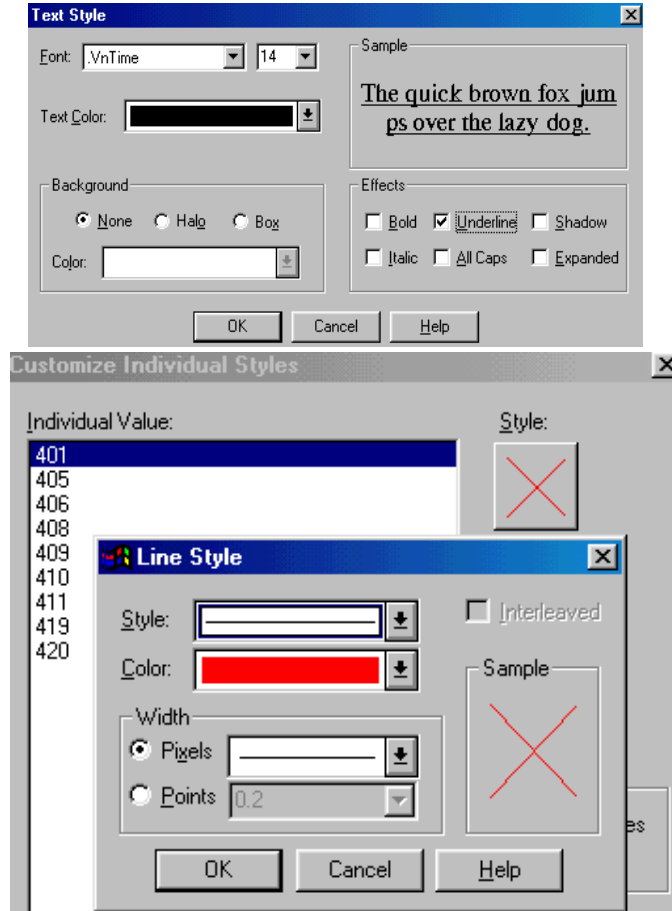 Text Style
Font: .VnTime 14
Text Color:
Sample
The quick brown fox jum
ps over the lazy dog.
Background
None Halo Box
Color:
Effects
Bold Underline Shadow
Italic All Caps Expanded
OK Cancel Help
Customize Individual Styles
Individual Value:
Style:
401
405
406
408
409
410
411
419
420
Line Style
Style:
Interleaved
Color:
Sample
Width
Pixels
Points 0.2
es
OK Cancel Help